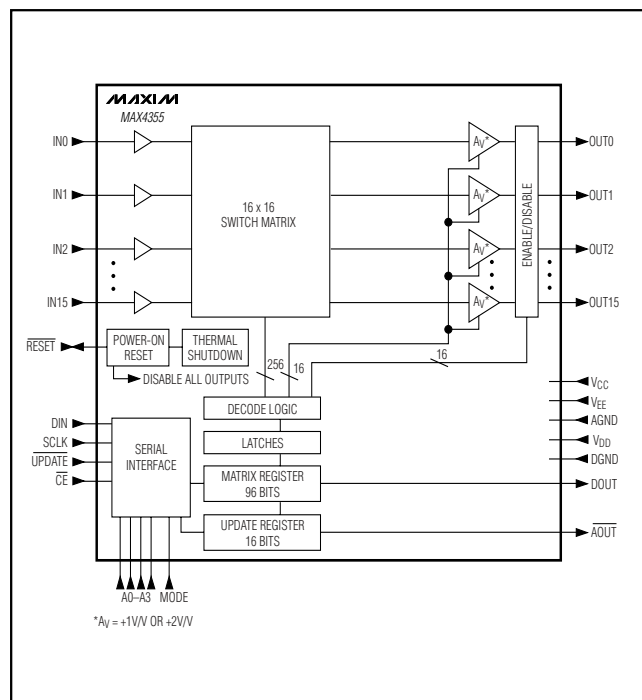 MAXIM
MAX4355
IN0
IN1
IN2
IN15
16 x 16
SWITCH MATRIX
AV*
AV*
AV*
AV*
ENABLE/DISABLE
OUT0
OUT1
OUT2
OUT15
RESET
POWER-ON
RESET
THERMAL
SHUTDOWN
DISABLE ALL OUTPUTS
256
16
16
VCC
VEE
AGND
VDD
DGND
DOUT
AOUT
DECODE LOGIC
LATCHES
MATRIX REGISTER
96 BITS
UPDATE REGISTER
16 BITS
DIN
SCLK
UPDATE
CE
SERIAL
INTERFACE
A0–A3
MODE
*AV = +1V/V OR +2V/V